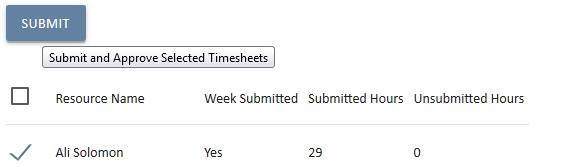 SUBMIT
Submit and Approve Selected Timesheets
Resource Name Week Submitted Submitted Hours Unsubmitted Hours
Ali Solomon Yes 29 0